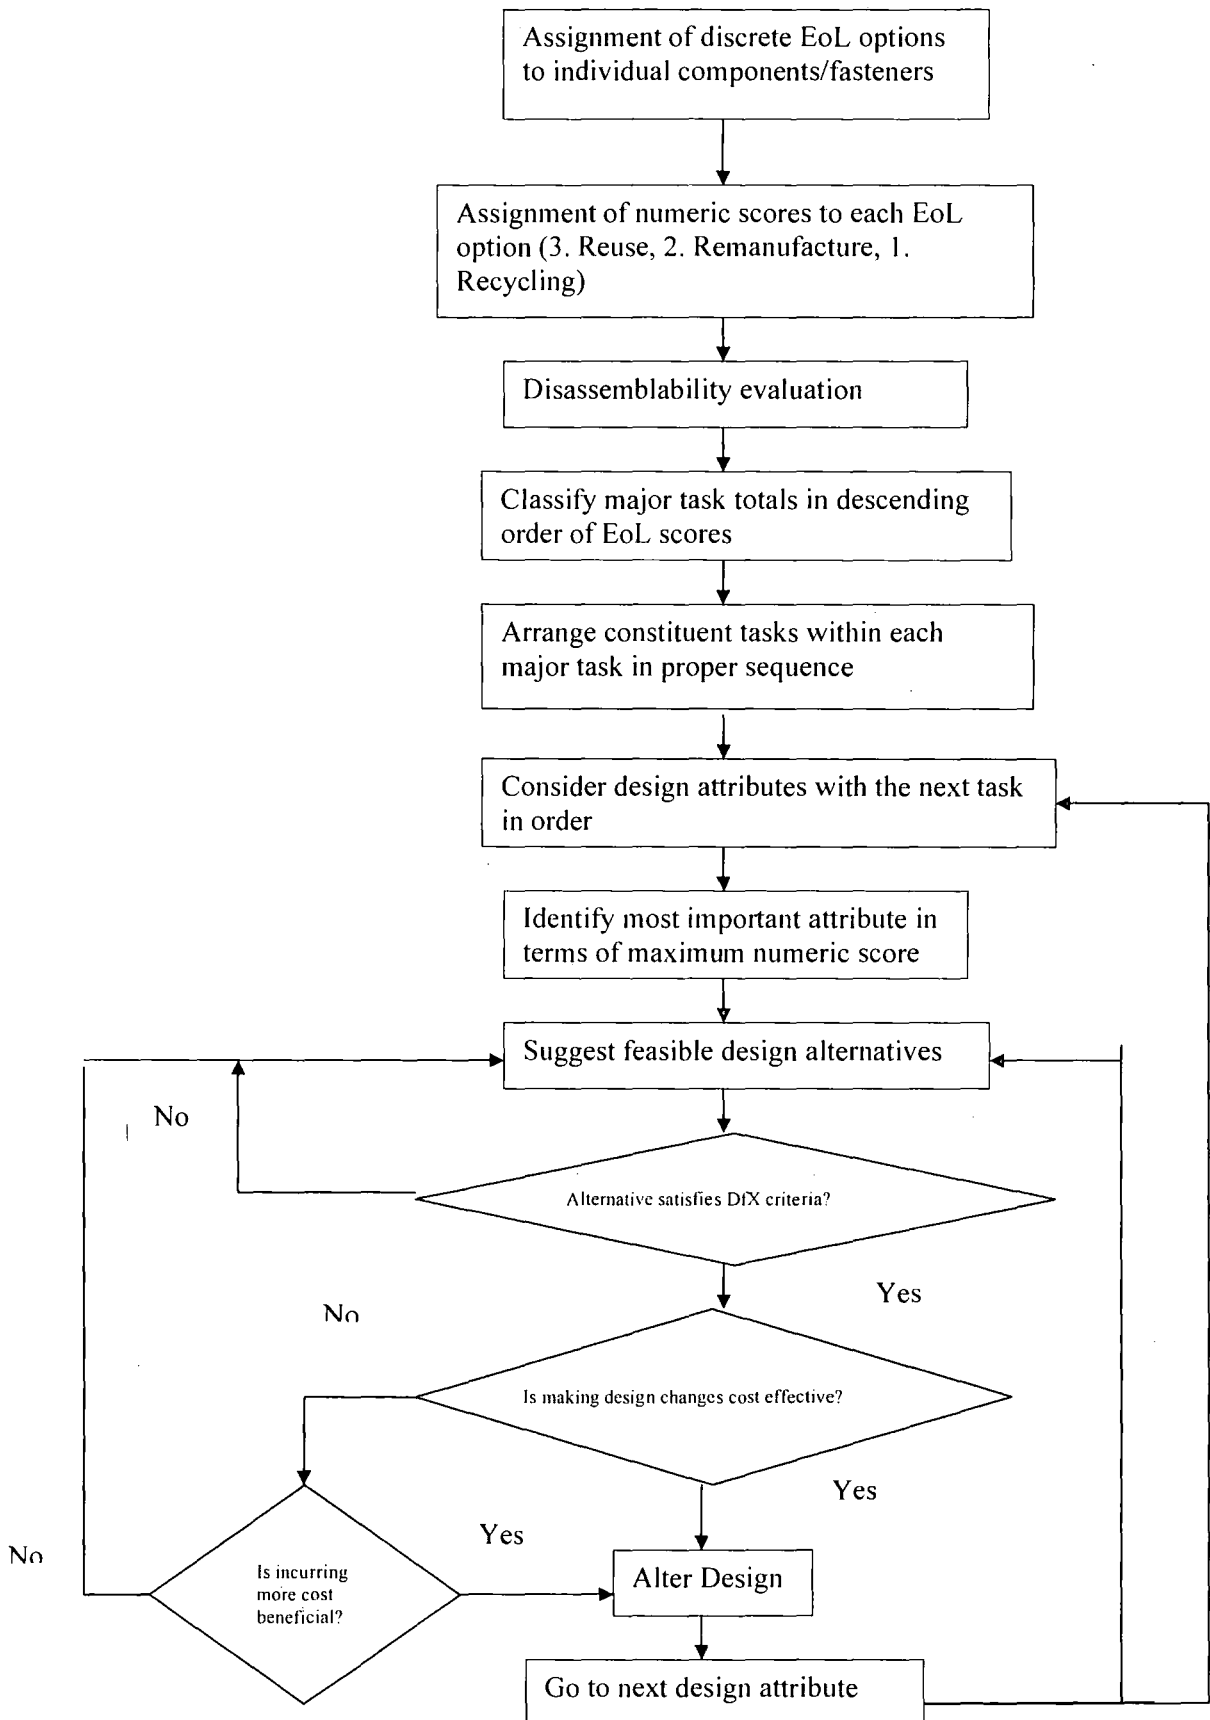 Assignment of discrete EoL options
to individual components/fasteners
Assignment of numeric scores to each EoL
option (3. Reuse, 2. Remanufacture, 1.
Recycling)
Disassemblability evaluation
Classify major task totals in descending
order of EoL scores
Arrange constituent tasks within each
major task in proper sequence
Consider design attributes with the next task
in order
Identify most important attribute in
terms of maximum numeric score
Suggest feasible design alternatives
No
Alternative satisfies DfX criteria?
Yes
No
Is making design changes cost effective?
Yes
No
Yes
Is incurring
more cost
beneficial?
Alter Design
Go to next design attribute